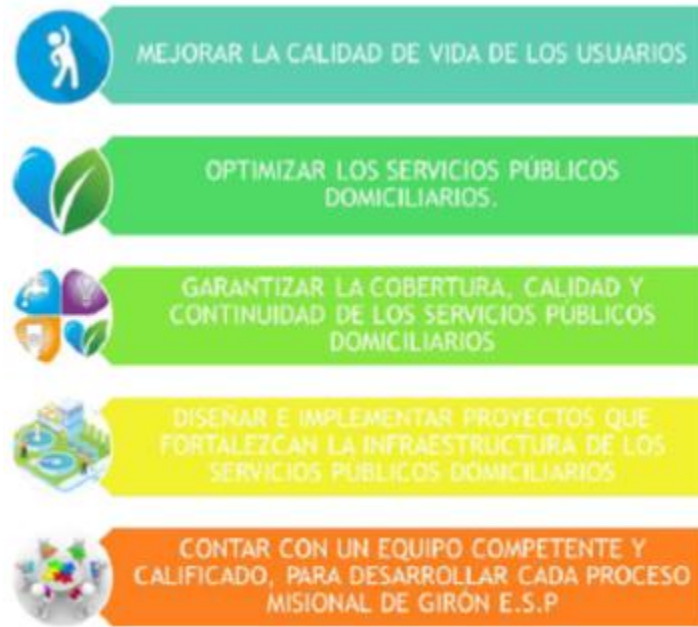 MEJORAR LA CALIDAD DE VIDA DE LOS USUARIOS
OPTIMIZAR LOS SERVICIOS PÚBLICOS
DOMICILIARIOS.
GARANTIZAR LA COBERTURA, CALIDAD Y
CONTINUIDAD DE LOS SERVICIOS PÚBLICOS
DOMICILIARIOS
DISEÑAR E IMPLEMENTAR PROYECTOS QUE
FORTALEZCAN LA INFRAESTRUCTURA DE LOS
SERVICIOS PÚBLICOS DOMICILIARIOS
CONTAR CON UN EQUIPO COMPETENTE Y
CALIFICADO, PARA DESARROLLAR CADA PROCESO
MISIONAL DE GIRÓN E.S.P